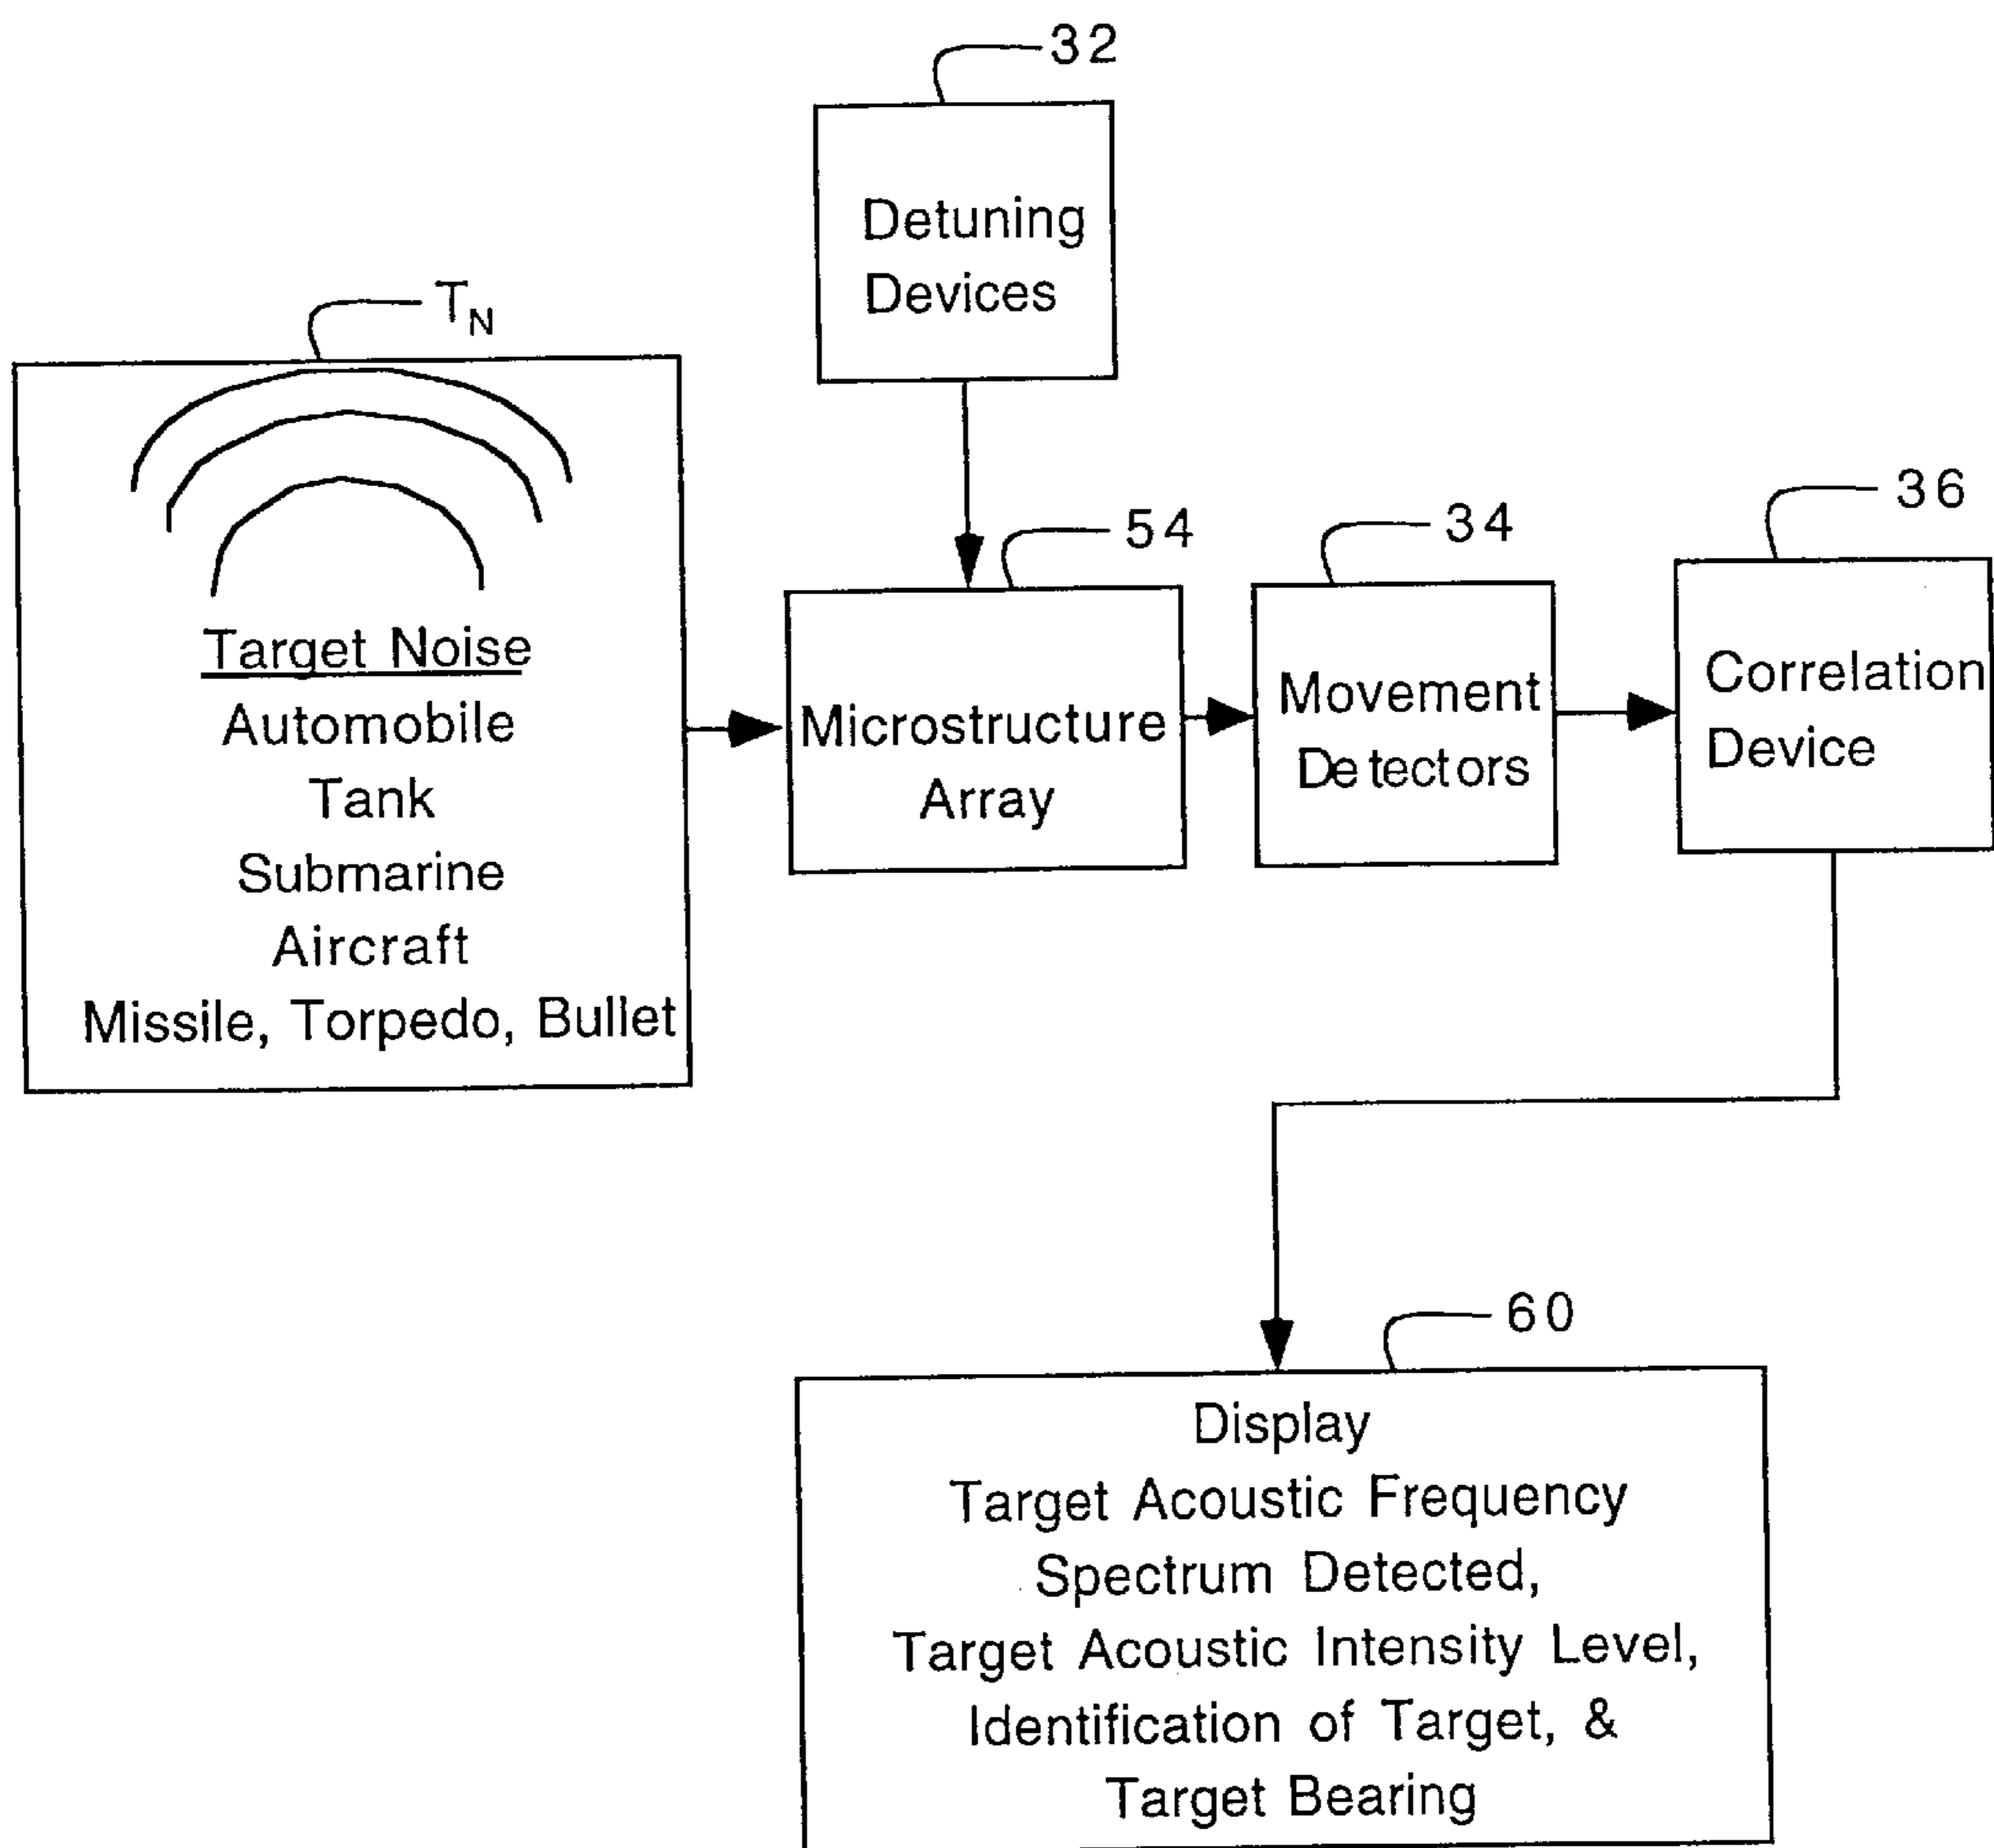 32
Detuning
Devices
T_N
Target Noise
Automobile
Tank
Submarine
Aircraft
Missile, Torpedo, Bullet
54
Microstructure
Array
34
Movement
Detectors
36
Correlation
Device
60
Display
Target Acoustic Frequency
Spectrum Detected,
Target Acoustic Intensity Level,
Identification of Target, &
Target Bearing